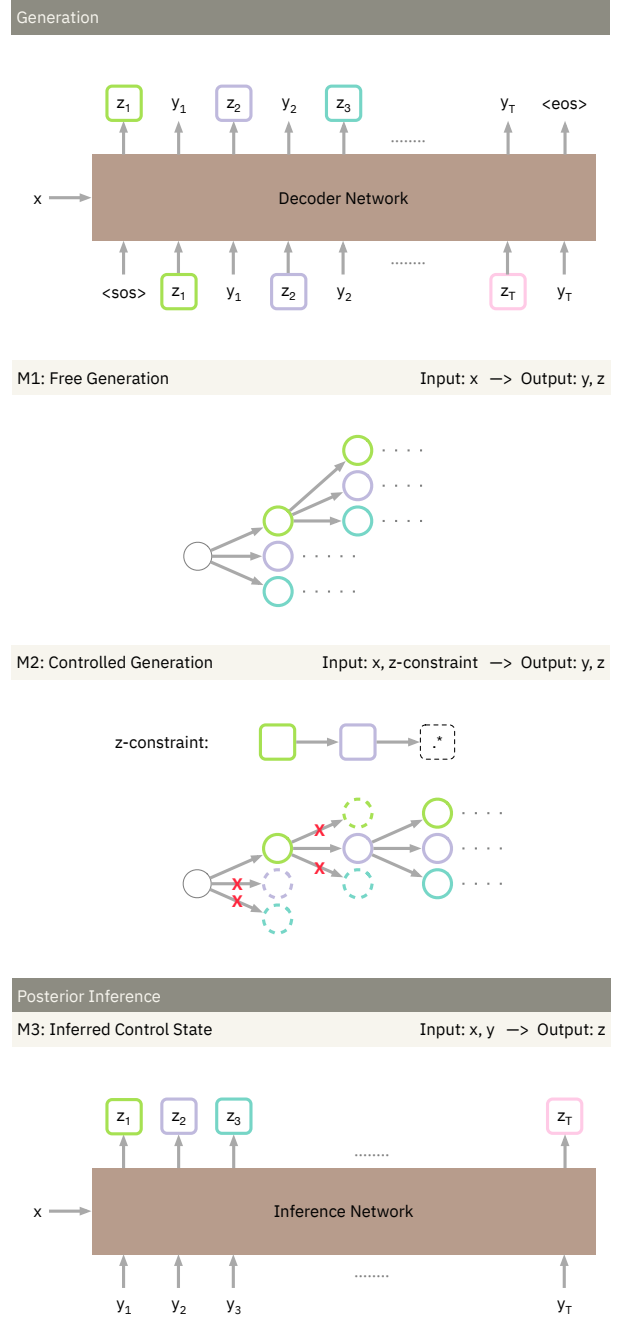 Generation
z1 y1 z2 y2 z3 yT <eos>
........
x Decoder Network
........
<sos> z1 y1 z2 y2 zT yT
M1: Free Generation Input: x —> Output: y, z
M2: Controlled Generation Input: x, z-constraint —> Output: y, z
z-constraint: .*
X
X
X
X
Posterior Inference
M3: Inferred Control State Input: x, y —> Output: z
z1 z2 z3 zT
........
x Inference Network
........
y1 y2 y3 yT